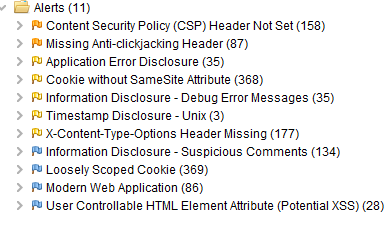 Alerts (11)
Content Security Policy (CSP) Header Not Set (158)
Missing Anti-clickjacking Header (87)
Application Error Disclosure (35)
Cookie without SameSite Attribute (368)
Information Disclosure - Debug Error Messages (35)
Timestamp Disclosure - Unix (3)
X-Content-Type-Options Header Missing (177)
Information Disclosure - Suspicious Comments (134)
Loosely Scoped Cookie (369)
Modern Web Application (86)
User Controllable HTML Element Attribute (Potential XSS) (28)